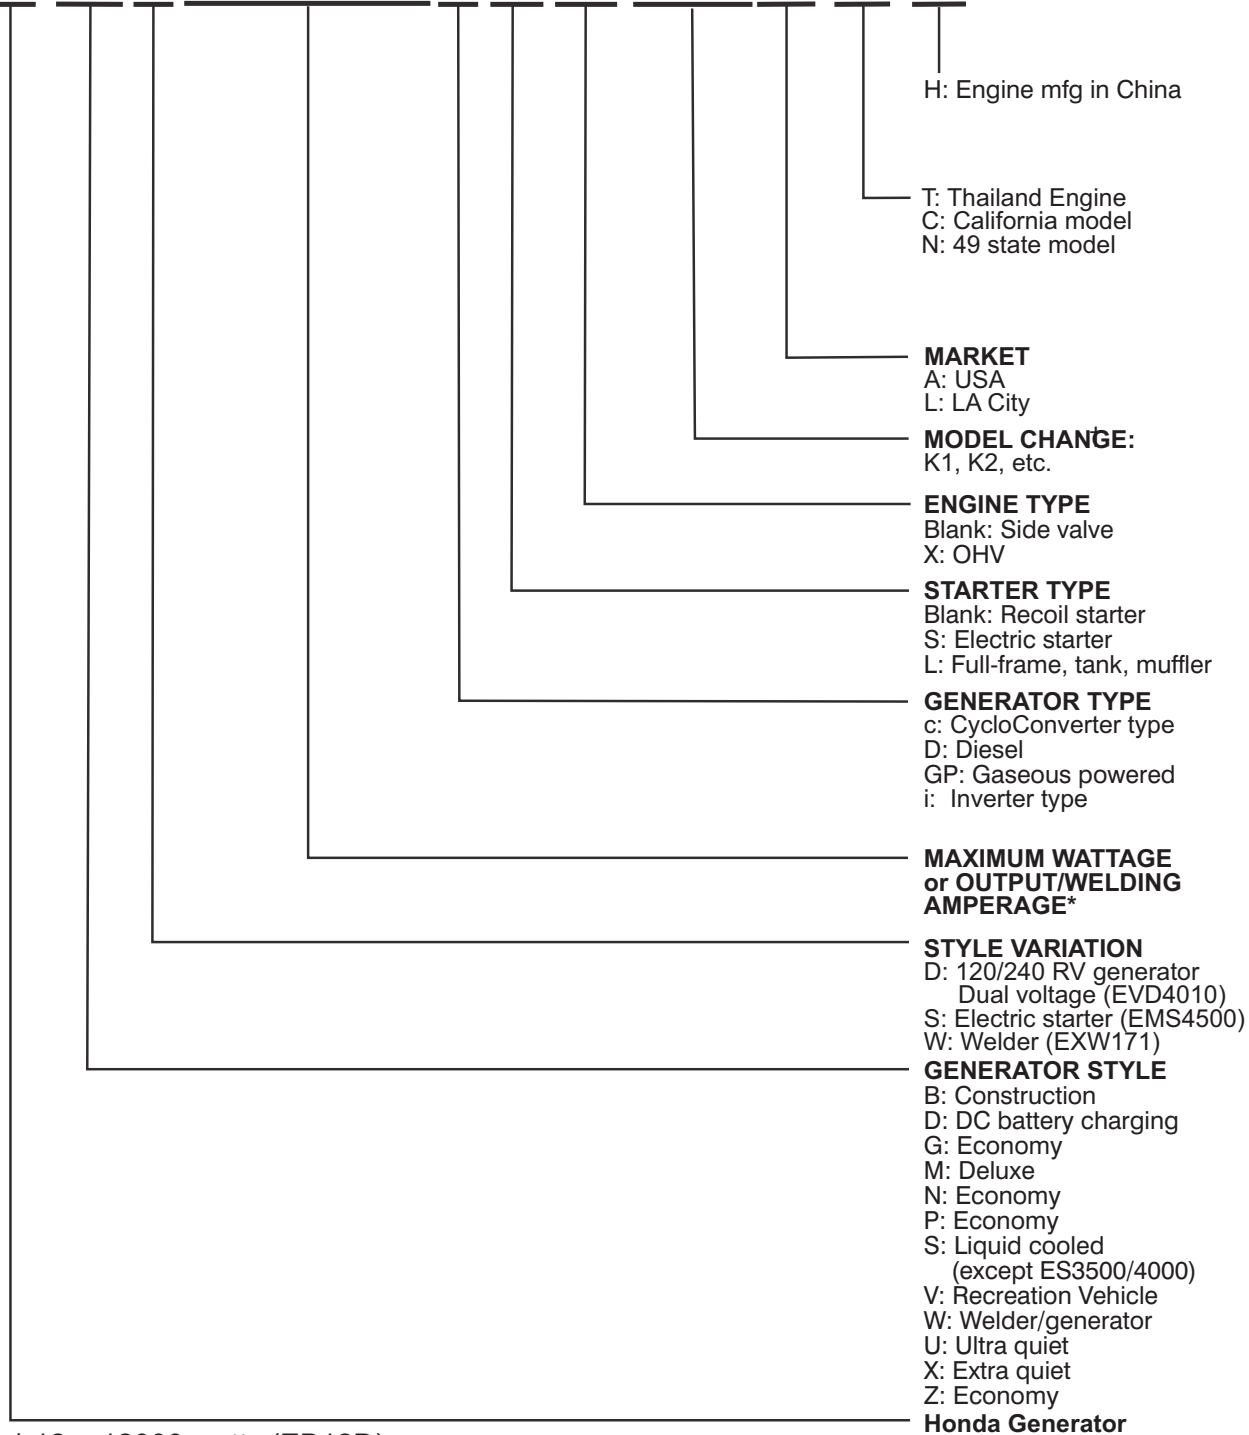 H: Engine mfg in China
T: Thailand Engine
C: California model
N: 49 state model
MARKET
A: USA
L: LA City
MODEL CHANGE:†
K1, K2, etc.
ENGINE TYPE
Blank: Side valve
X: OHV
STARTER TYPE
Blank: Recoil starter
S: Electric starter
L: Full-frame, tank, muffler
GENERATOR TYPE
c: CycloConverter type
D: Diesel
GP: Gaseous powered
i: Inverter type
MAXIMUM WATTAGE
or OUTPUT/WELDING
AMPERAGE*
STYLE VARIATION
D: 120/240 RV generator
Dual voltage (EVD4010)
S: Electric starter (EMS4500)
W: Welder (EXW171)
GENERATOR STYLE
B: Construction
D: DC battery charging
G: Economy
M: Deluxe
N: Economy
P: Economy
S: Liquid cooled
(except ES3500/4000)
V: Recreation Vehicle
W: Welder/generator
U: Ultra quiet
X: Extra quiet
Z: Economy
Honda Generator